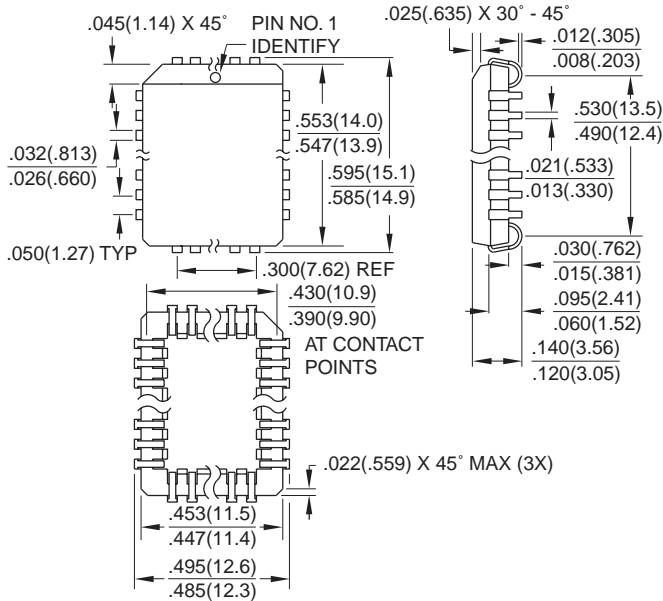 .045(1.14) X 45°
PIN NO. 1
IDENTIFY
.025(.635) X 30° - 45°
.012(.305)
.008(.203)
.553(14.0)
.547(13.9)
.530(13.5)
.490(12.4)
.032(.813)
.026(.660)
.595(15.1)
.585(14.9)
.021(.533)
.013(.330)
.050(1.27) TYP
.300(7.62) REF
.030(.762)
.015(.381)
.430(10.9)
.390(9.90)
AT CONTACT
POINTS
.095(2.41)
.060(1.52)
.140(3.56)
.120(3.05)
.022(.559) X 45° MAX (3X)
.453(11.5)
.447(11.4)
.495(12.6)
.485(12.3)